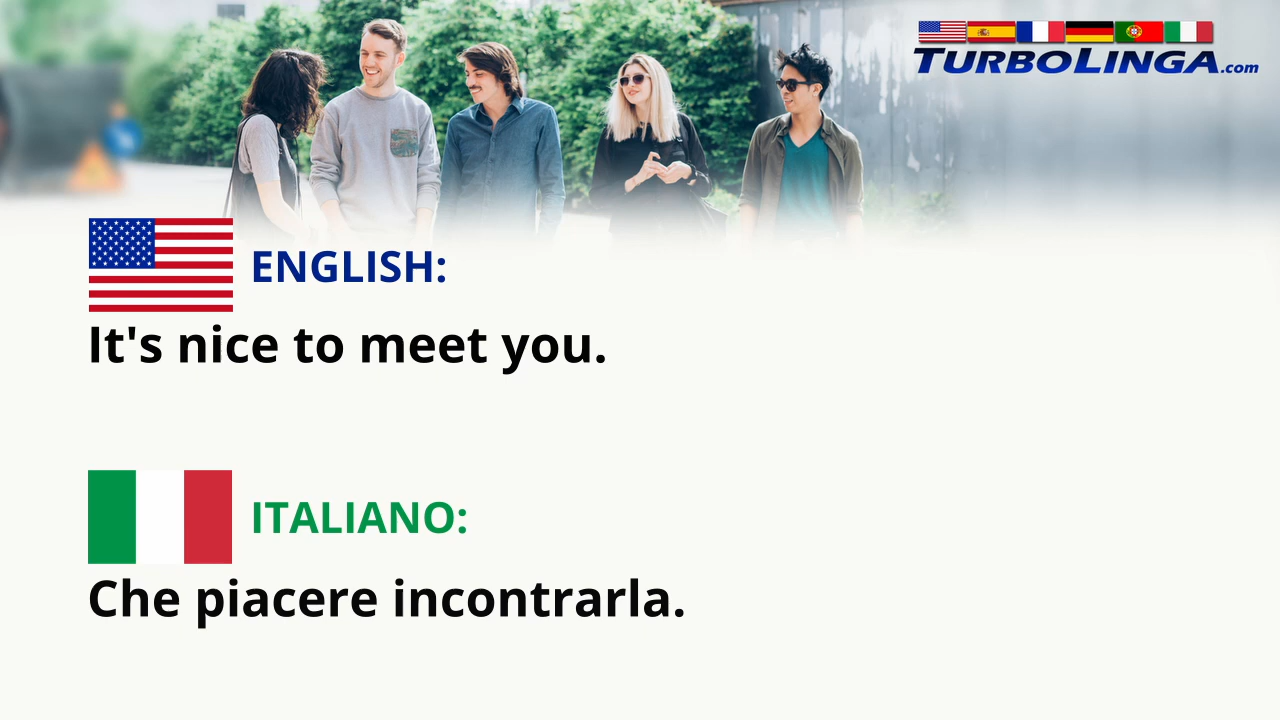 TURBOLINGA.com
ENGLISH:
It's nice to meet you.
ITALIANO:
Che piacere incontrarla.